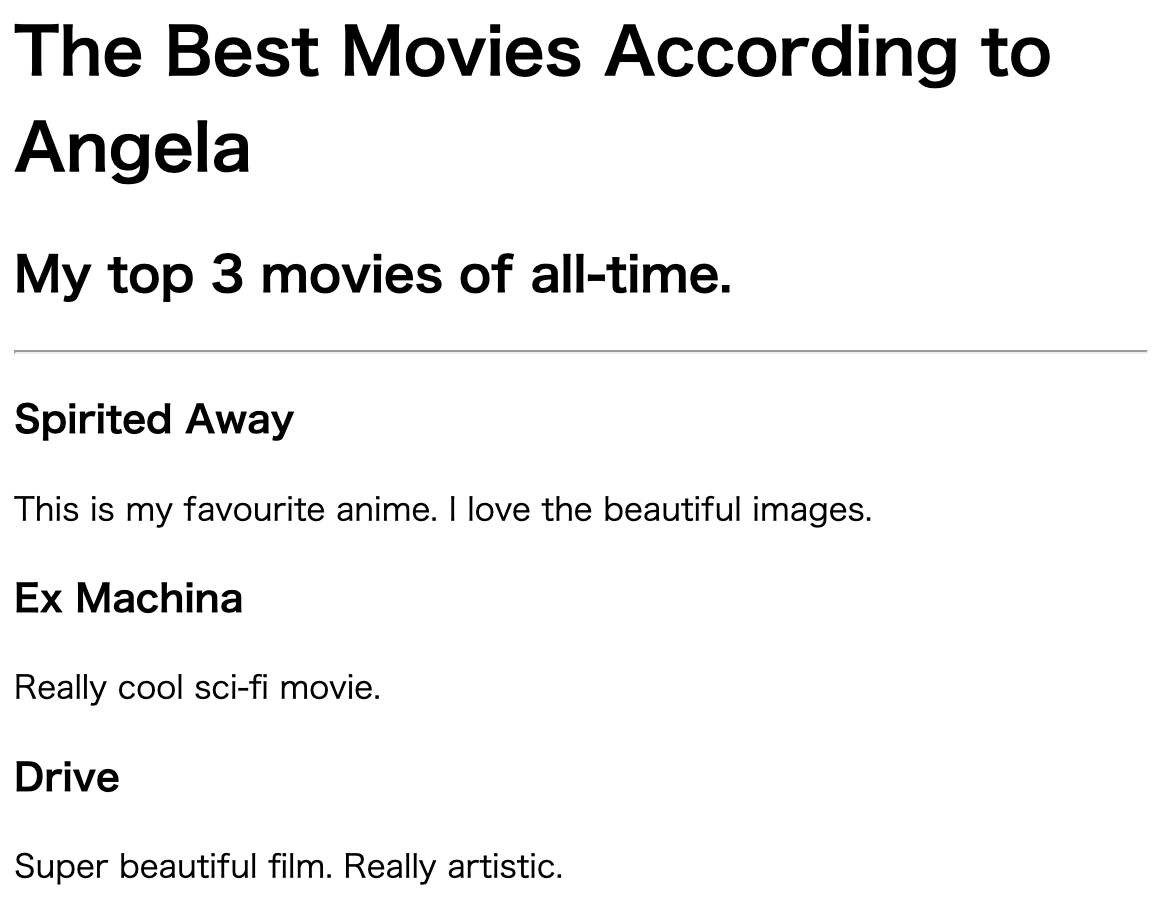 The Best Movies According to
Angela
My top 3 movies of all-time.
Spirited Away
This is my favourite anime. I love the beautiful images.
Ex Machina
Really cool sci-fi movie.
Drive
Super beautiful film. Really artistic.